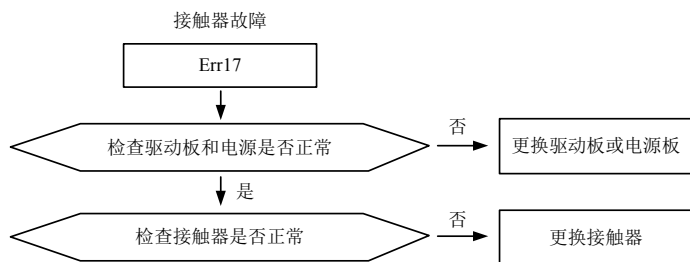 接触器故障
Err17
检查驱动板和电源是否正常
否
更换驱动板或电源板
是
检查接触器是否正常
否
更换接触器